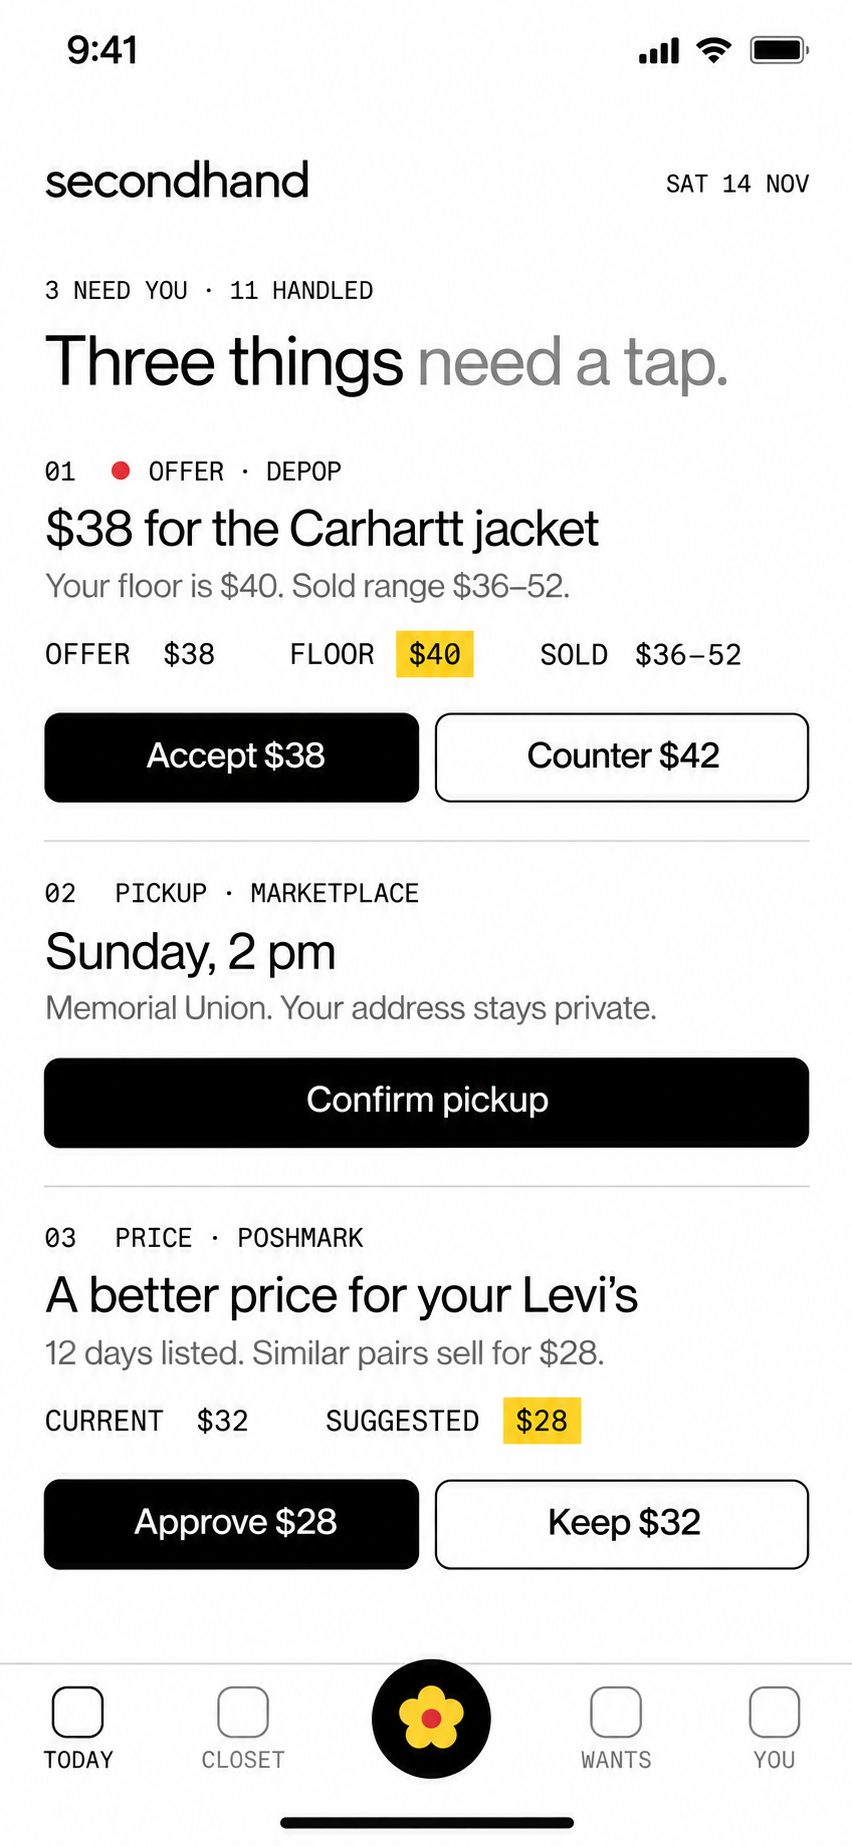 9:41
secondhand
SAT 14 NOV
3 NEED YOU · 11 HANDLED
Three things need a tap.
01 OFFER · DEPOP
$38 for the Carhartt jacket
Your floor is $40. Sold range $36–52.
OFFER $38 FLOOR $40 SOLD $36–52
Accept $38 Counter $42
02 PICKUP · MARKETPLACE
Sunday, 2 pm
Memorial Union. Your address stays private.
Confirm pickup
03 PRICE · POSHMARK
A better price for your Levi’s
12 days listed. Similar pairs sell for $28.
CURRENT $32 SUGGESTED $28
Approve $28 Keep $32
TODAY CLOSET WANTS YOU